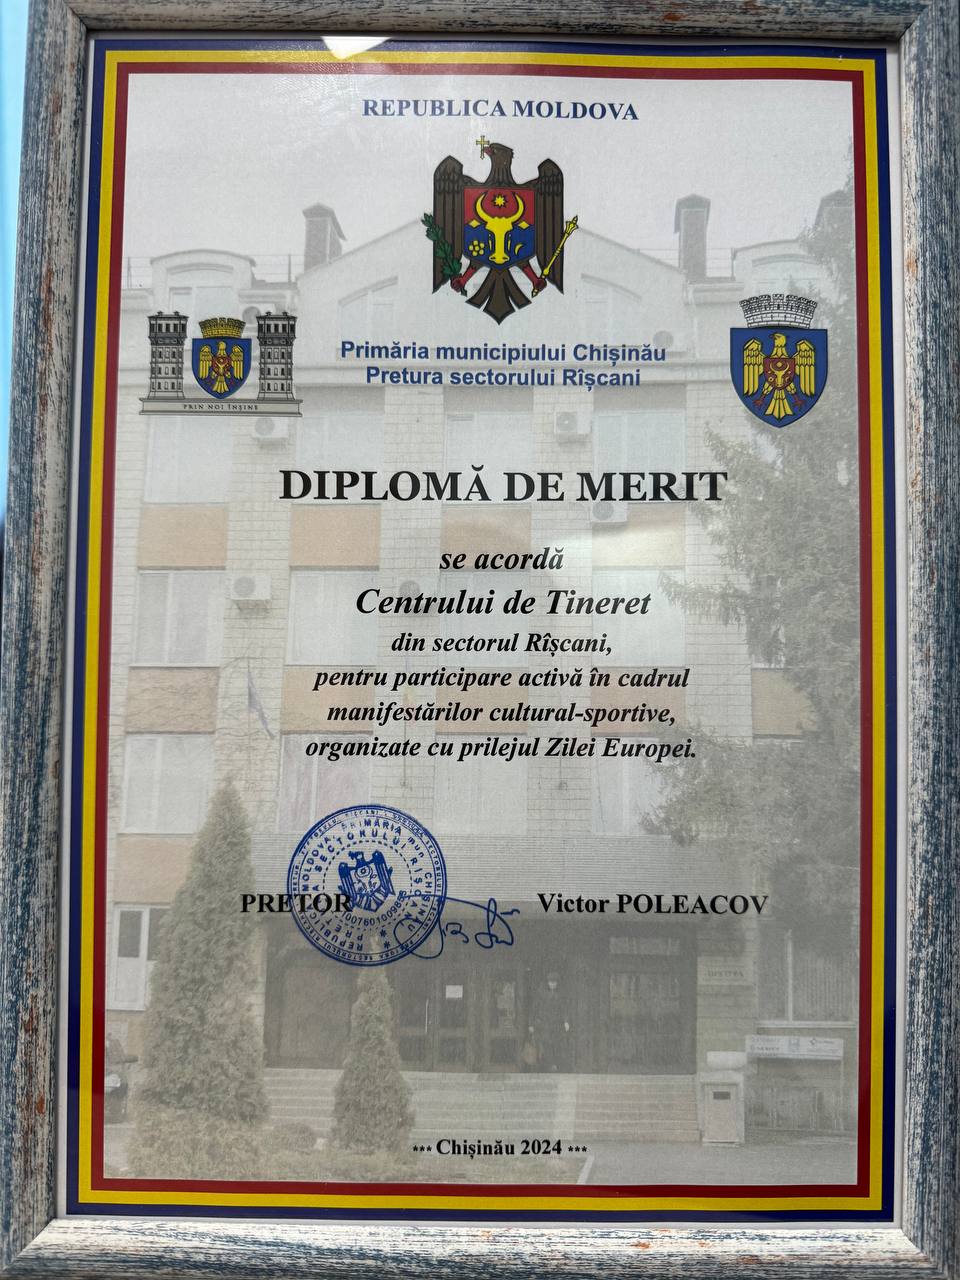 REPUBLICA MOLDOVA
Primăria municipiului Chișinău
Pretura sectorului Rîșcani
PRIN NOI ÎNȘINE
DIPLOMĂ DE MERIT
se acordă
Centrului de Tineret
din sectorul Rîșcani,
pentru participare activă în cadrul
manifestărilor cultural-sportive,
organizate cu prilejul Zilei Europei.
PRETOR
Victor POLEACOV
*** Chișinău 2024 ***